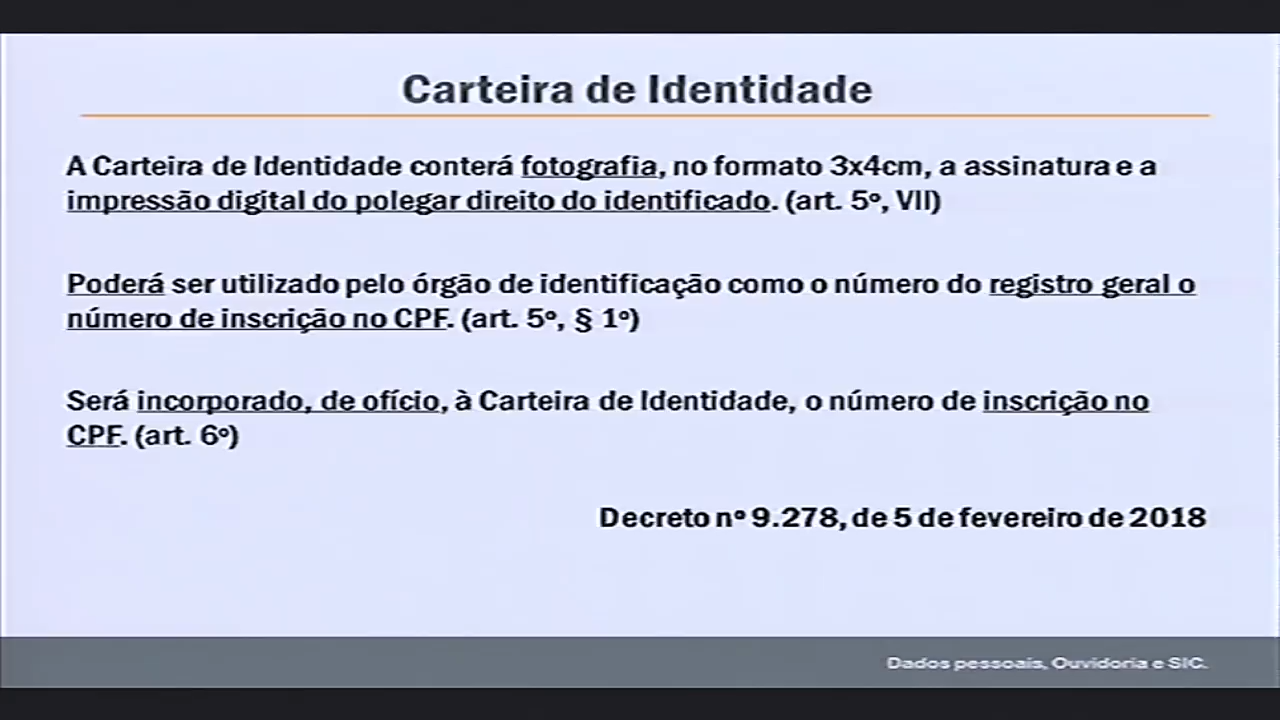 Carteira de Identidade
A Carteira de Identidade conterá fotografia, no formato 3x4cm, a assinatura e a
impressão digital do polegar direito do identificado. (art. 5º, VII)
Poderá ser utilizado pelo órgão de identificação como o número do registro geral o
número de inscrição no CPF. (art. 5º, § 1º)
Será incorporado, de ofício, à Carteira de Identidade, o número de inscrição no
CPF. (art. 6º)
Decreto nº 9.278, de 5 de fevereiro de 2018
Dados pessoais, Ouvidoria e SIC.